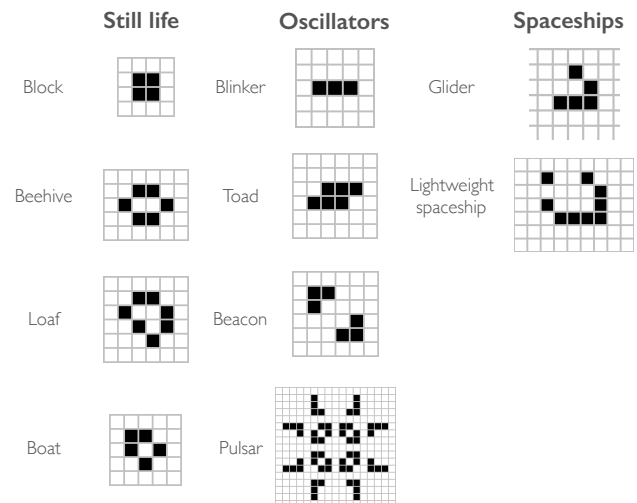 Still life
Oscillators
Spaceships
Block
Blinker
Glider
Beehive
Toad
Lightweight
spaceship
Loaf
Beacon
Boat
Pulsar